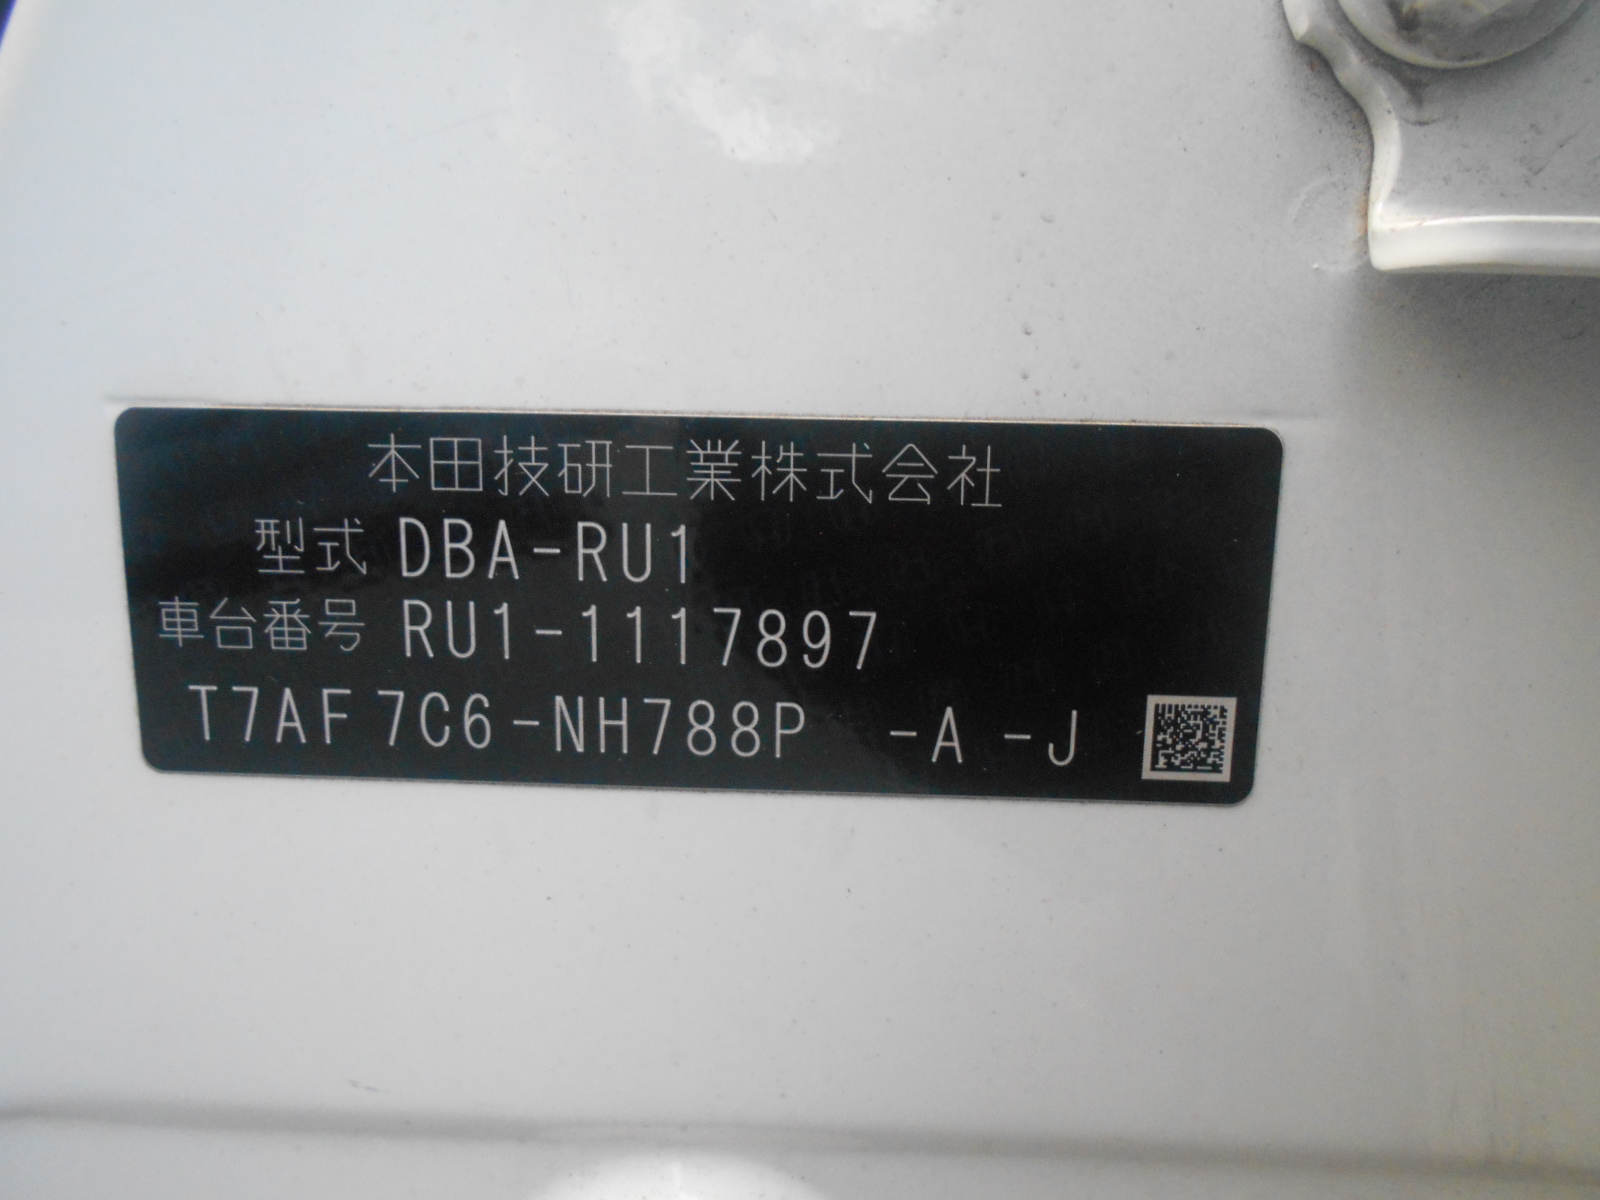 本田技研工業株式会社
型式 DBA-RU1
車台番号 RU1-1117897
T7AF 7C6-NH788P -A -J